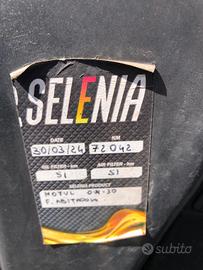 SELENIA
DATE KM
30/03/24 72042
OIL FILTER - km AIR FILTER - km
SI SI
SELENIA PRODUCT
MOTUL 0W-30
F. ABITACOLO
subito